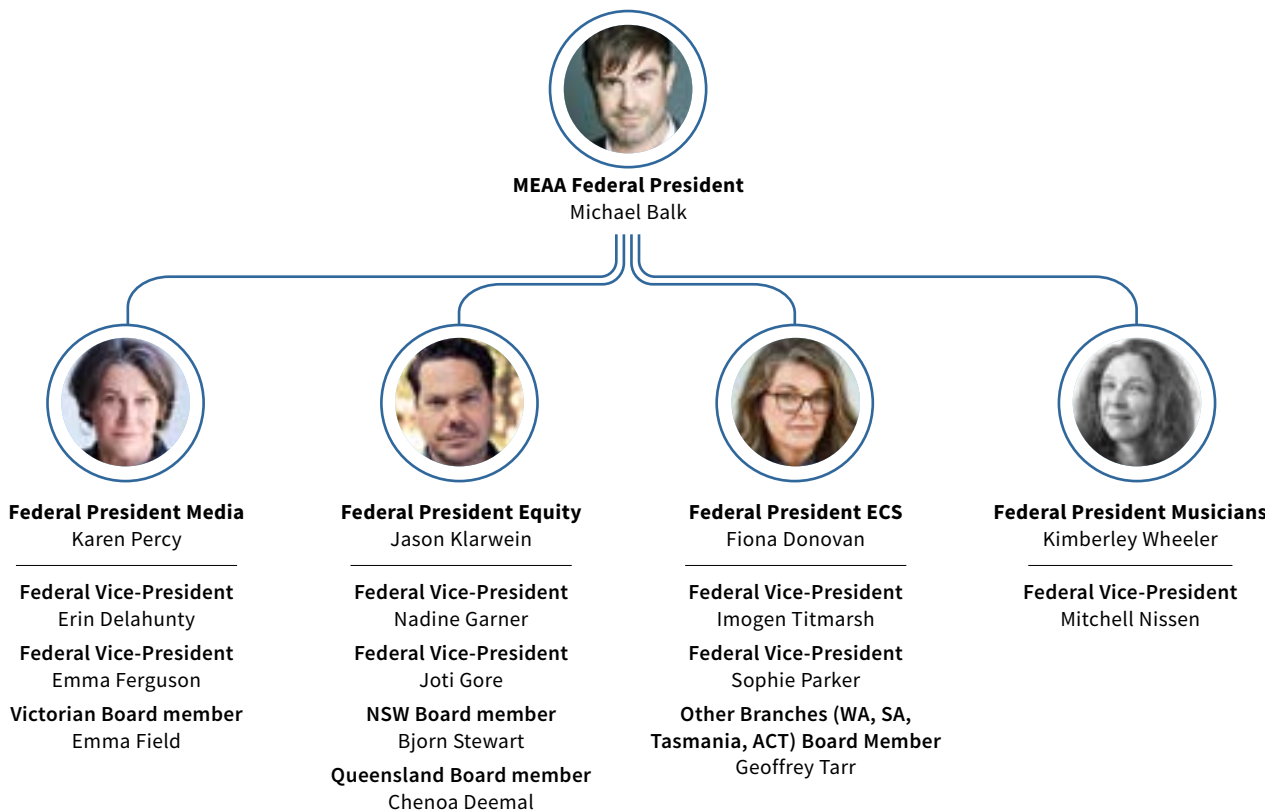 MEAA Federal President
Michael Balk
Federal President Media
Karen Percy
Federal Vice-President
Erin Delahunty
Federal Vice-President
Emma Ferguson
Victorian Board member
Emma Field
Federal President Equity
Jason Klarwein
Federal Vice-President
Nadine Garner
Federal Vice-President
Joti Gore
NSW Board member
Bjorn Stewart
Queensland Board member
Chenoa Deemal
Federal President ECS
Fiona Donovan
Federal Vice-President
Imogen Titmarsh
Federal Vice-President
Sophie Parker
Other Branches (WA, SA,
Tasmania, ACT) Board Member
Geoffrey Tarr
Federal President Musicians
Kimberley Wheeler
Federal Vice-President
Mitchell Nissen